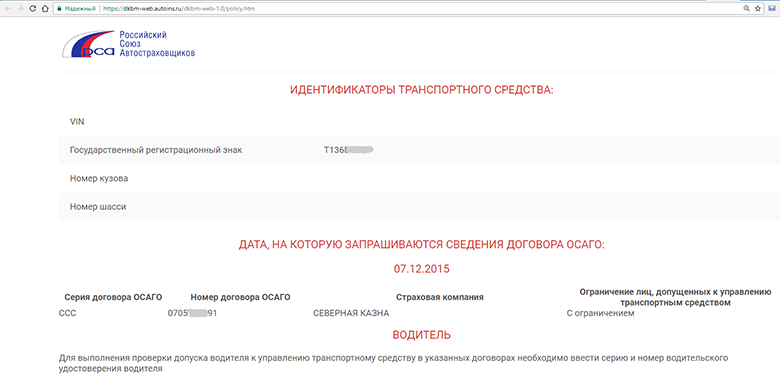 Надежный | https://dkbm-web.autoins.ru/dkbm-web-1.0/policy.htm
рса
Российский
Союз
Автостраховщиков
ИДЕНТИФИКАТОРЫ ТРАНСПОРТНОГО СРЕДСТВА:
VIN
Государственный регистрационный знак Т136
Номер кузова
Номер шасси
ДАТА, НА КОТОРУЮ ЗАПРАШИВАЮТСЯ СВЕДЕНИЯ ДОГОВОРА ОСАГО:
07.12.2015
Серия договора ОСАГО Номер договора ОСАГО Страховая компания Ограничение лиц, допущенных к управлению
транспортным средством
ССС 0705 91 СЕВЕРНАЯ КАЗНА С ограничением
ВОДИТЕЛЬ
Для выполнения проверки допуска водителя к управлению транспортному средству в указанных договорах необходимо ввести серию и номер водительского
удостоверения водителя